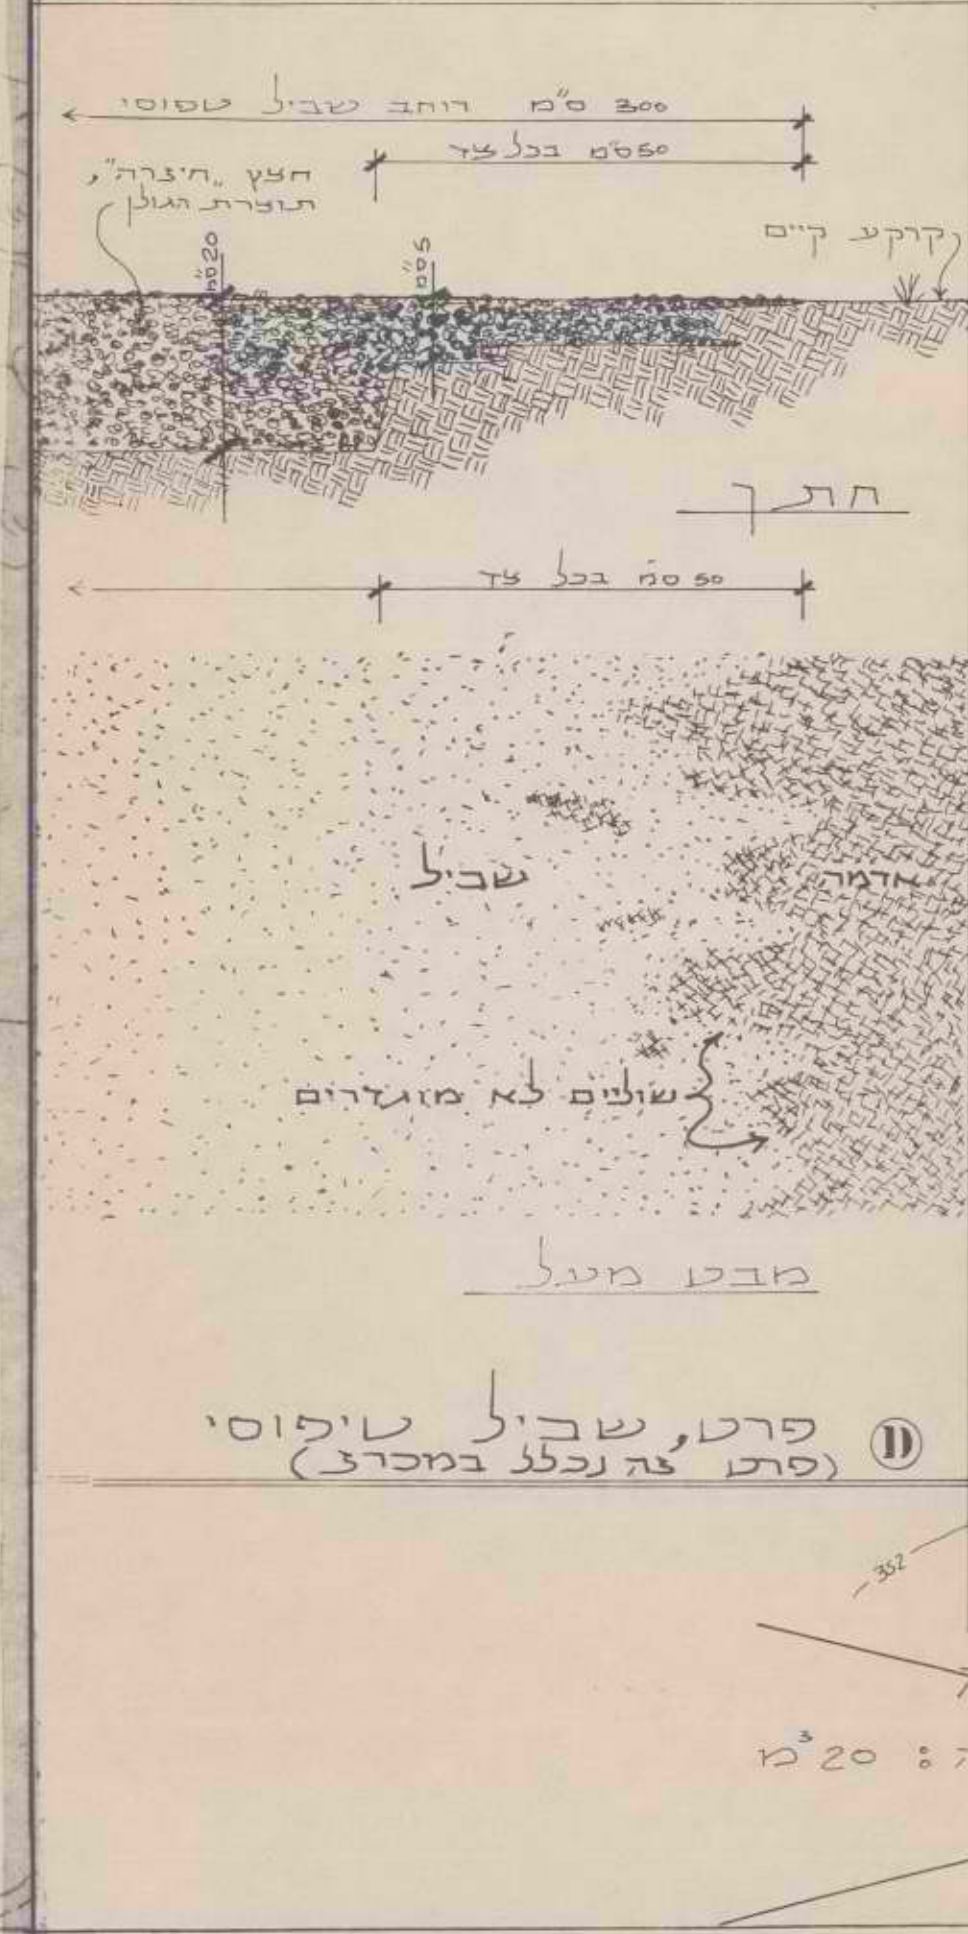 300 ס"מ רוחב שביל טפוסי
50 ס"מ בכל צד
חצץ "חיצרה",
תוצרת הגולן
קרקע קיים
20 ס"מ
5 ס"מ
חתך
50 ס"מ בכל צד
שביל
אדמה
שוליים לא מוגדרים
מבט מעל
D פרט, שביל טיפוסי
(פרט זה נכלל במכרז)
352
ה: 20 מ³